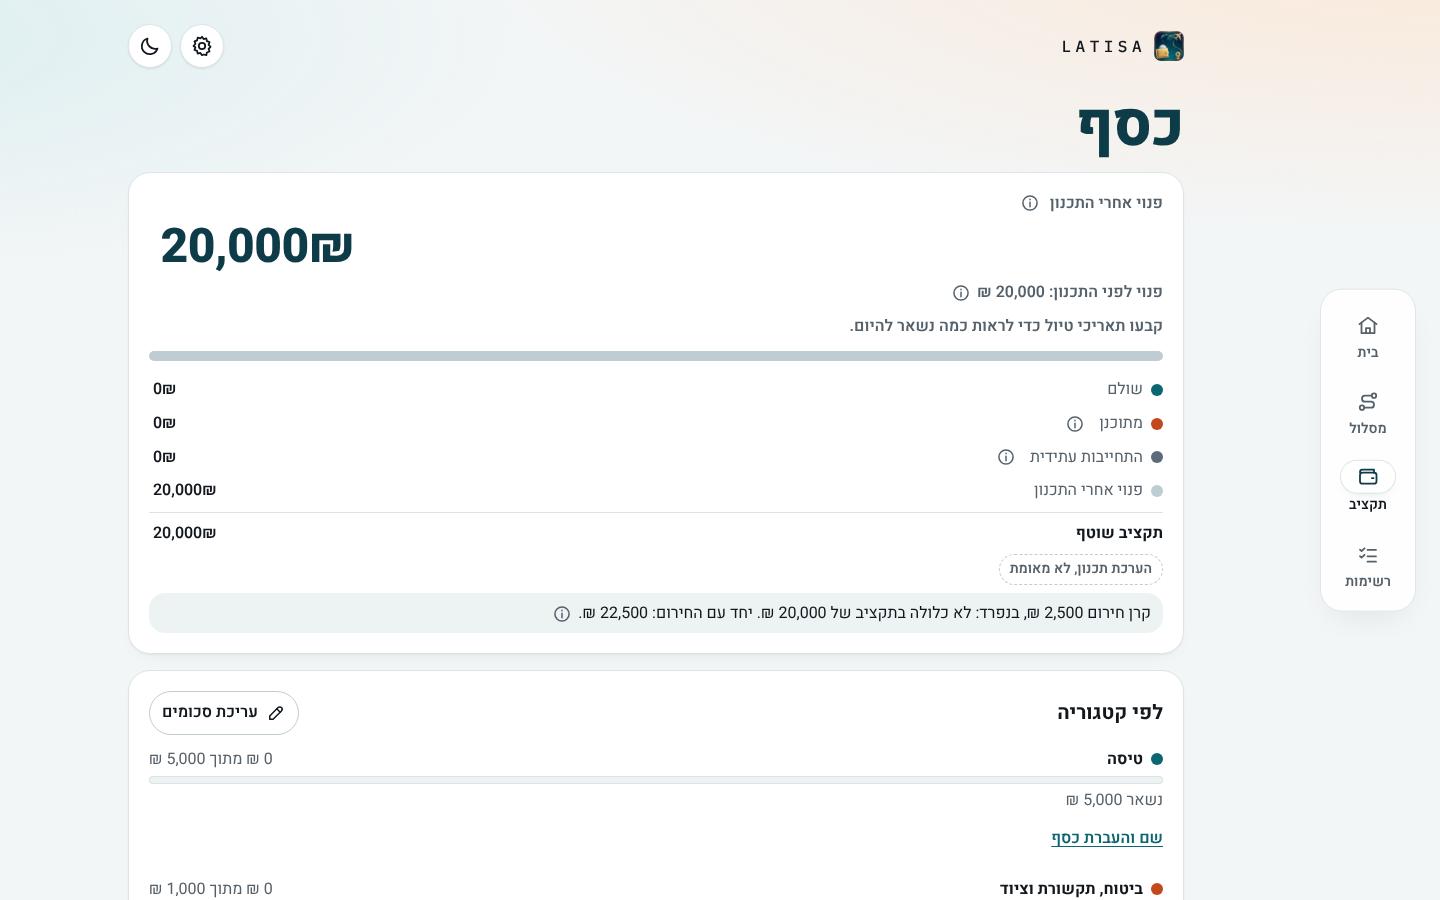 LATISA
כסף
פנוי אחרי התכנון
20,000₪
פנוי לפני התכנון: 20,000 ₪
קבעו תאריכי טיול כדי לראות כמה נשאר להיום.
שולם 0₪
מתוכנן 0₪
התחייבות עתידית 0₪
פנוי אחרי התכנון 20,000₪
תקציב שוטף 20,000₪
הערכת תכנון, לא מאומת
קרן חירום 2,500 ₪, בנפרד: לא כלולה בתקציב של 20,000 ₪. יחד עם החירום: 22,500 ₪.
לפי קטגוריה
עריכת סכומים
טיסה 0 ₪ מתוך 5,000 ₪
נשאר 5,000 ₪
שם והעברת כסף
ביטוח, תקשורת וציוד 0 ₪ מתוך 1,000 ₪
בית
מסלול
תקציב
רשימות